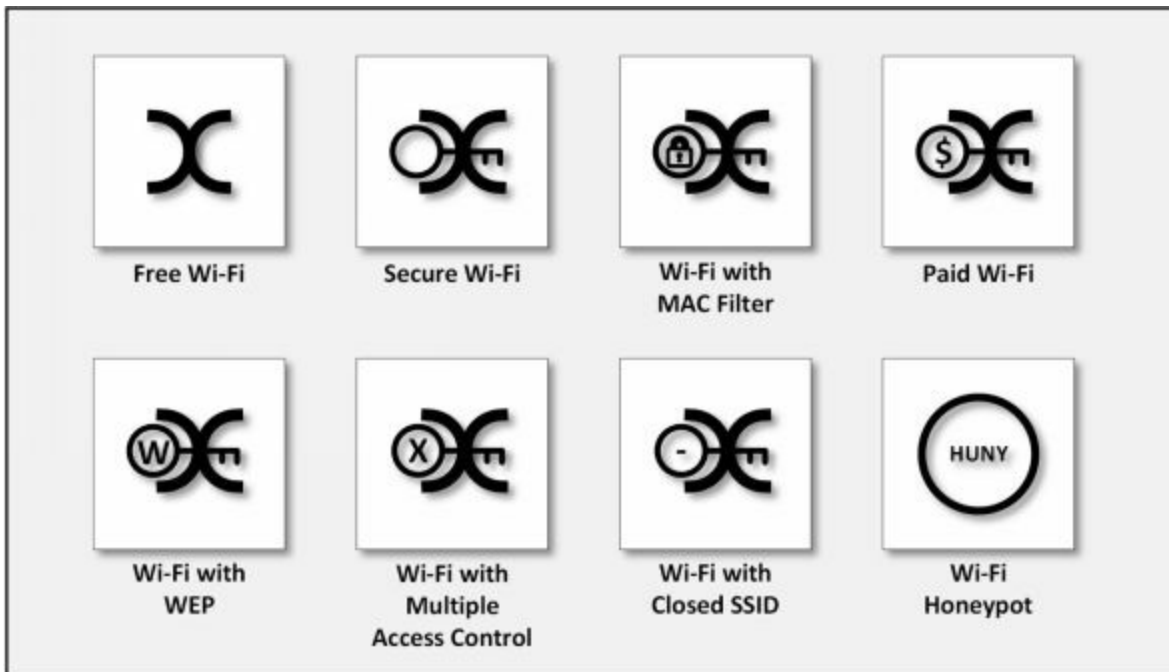 $
Free Wi-Fi
Secure Wi-Fi
Wi-Fi with
MAC Filter
Paid Wi-Fi
W
X
-
HUNY
Wi-Fi with
WEP
Wi-Fi with
Multiple
Access Control
Wi-Fi with
Closed SSID
Wi-Fi
Honeypot